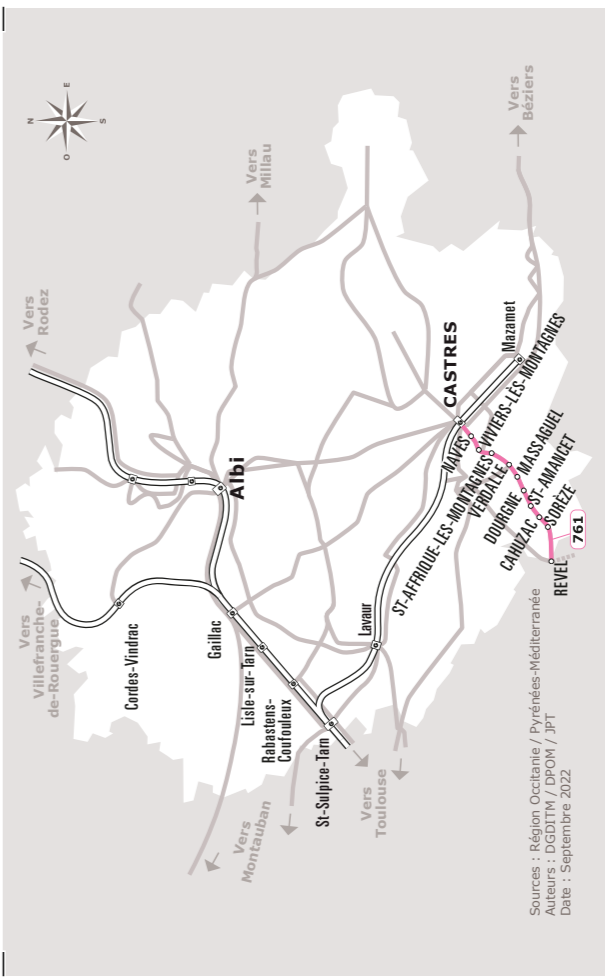 N
E
S
O
Vers
Rodez
Vers
Villefranche-
de-Rouergue
Vers
Millau
Cordes-Vindrac
Albi
Gaillac
Lisle-sur-Tarn
Rabastens-
Coufouleux
St-Sulpice-Tarn
Vers
Montauban
Vers
Toulouse
Lavaur
CASTRES
Mazamet
Vers
Béziers
NAVES
VIVIERS-LÈS-MONTAGNES
ST-AFFRIQUE-LES-MONTAGNES
VERDALLE
MASSAGUEL
DOURGNE
ST-AMANCET
CAHUZAC
SORÈZE
761
REVEL
Sources : Région Occitanie / Pyrénées-Méditerranée
Auteurs : DGDITM / DPOM / JPT
Date : Septembre 2022